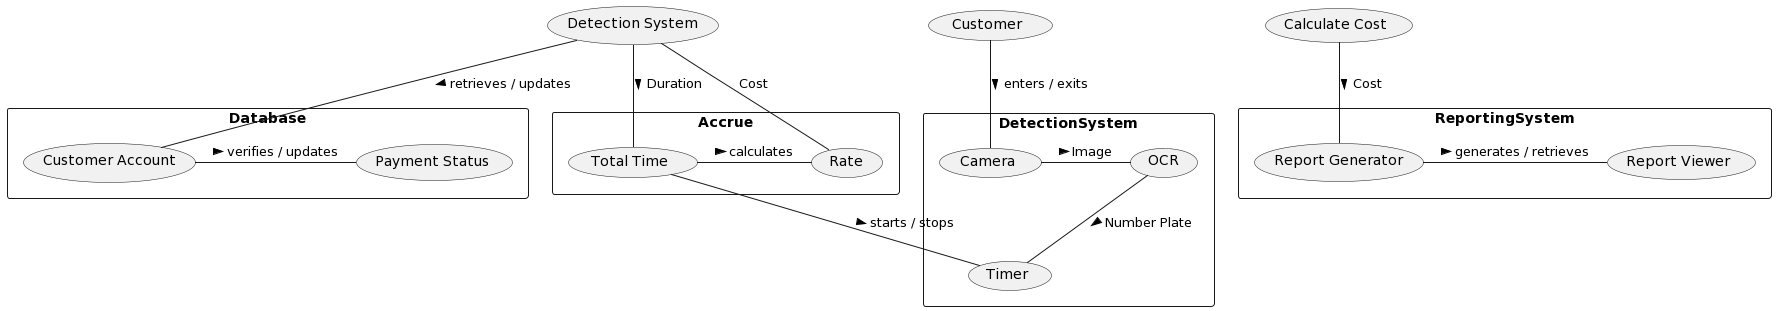 Detection System
Customer
Calculate Cost
retrieves / updates
Duration
Cost
enters / exits
Cost
Database
Accrue
DetectionSystem
ReportingSystem
Customer Account
verifies / updates
Payment Status
Total Time
calculates
Rate
Camera
Image
OCR
Report Generator
generates / retrieves
Report Viewer
starts / stops
Number Plate
Timer